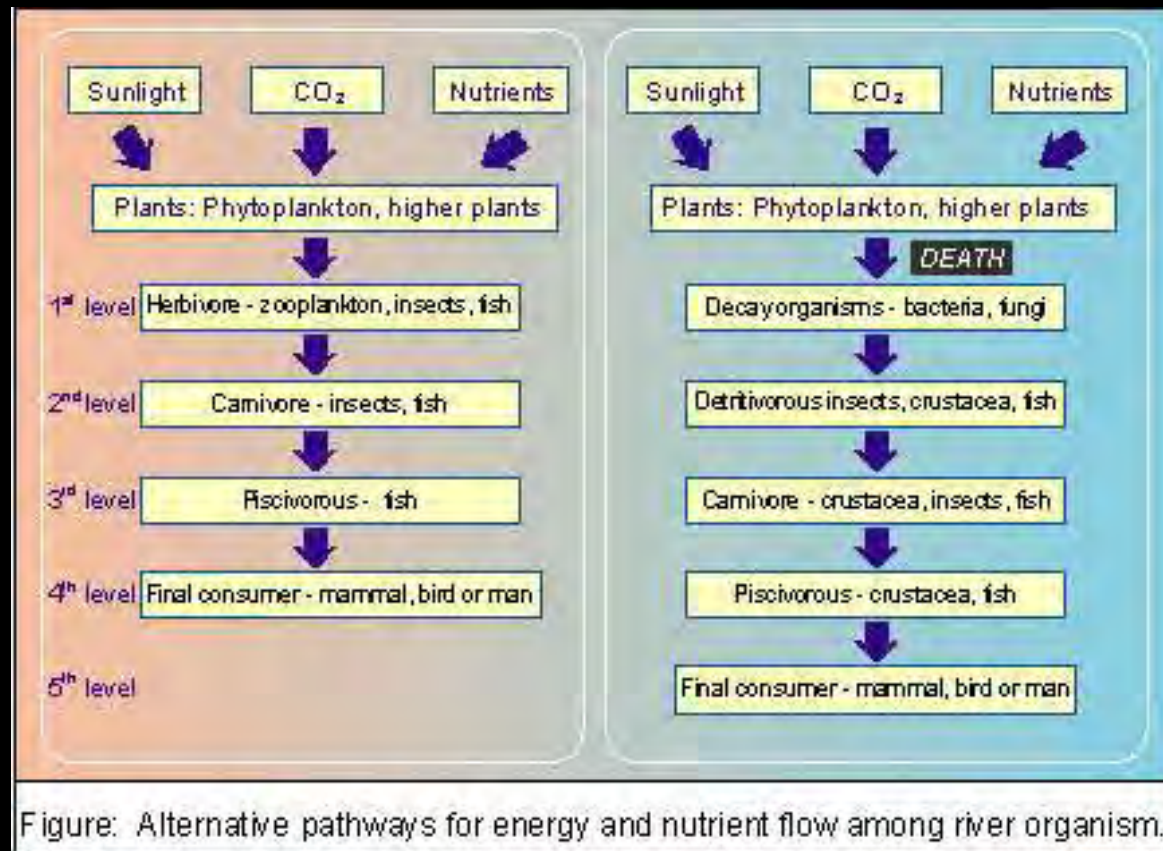 Sunlight CO₂ Nutrients
Plants: Phytoplankton, higher plants
1st level Herbivore - zooplankton, insects, fish
2nd level Carnivore - insects, fish
3rd level Piscivorous - fish
4th level Final consumer - mammal, bird or man
5th level
Sunlight CO₂ Nutrients
Plants: Phytoplankton, higher plants
DEATH
Decay organisms - bacteria, fungi
Detritivorous insects, crustacea, fish
Carnivore - crustacea, insects, fish
Piscivorous - crustacea, fish
Final consumer - mammal, bird or man
Figure: Alternative pathways for energy and nutrient flow among river organism.